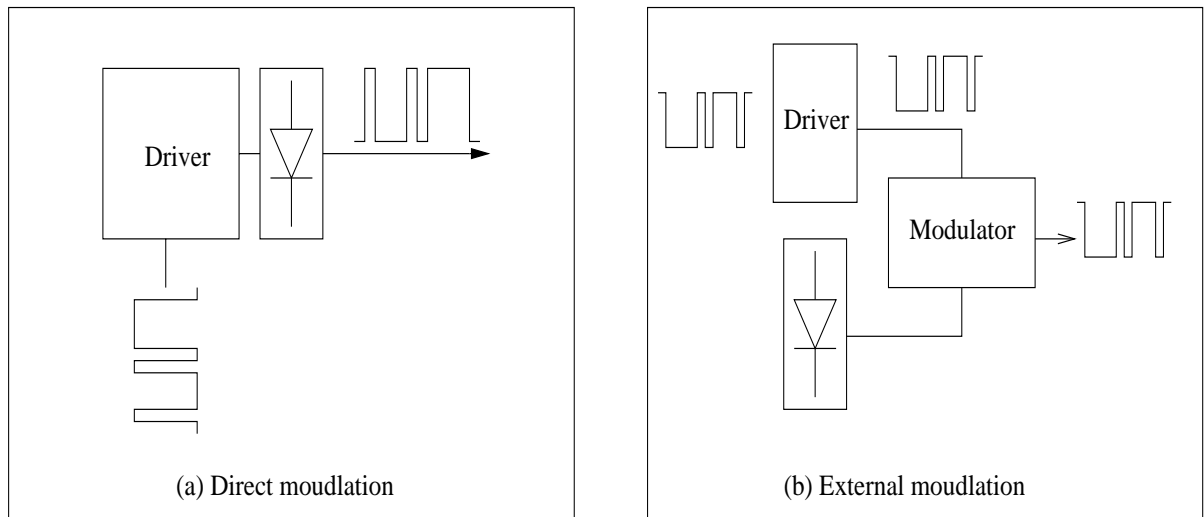 Driver
(a) Direct moudlation
Driver
Modulator
(b) External moudlation